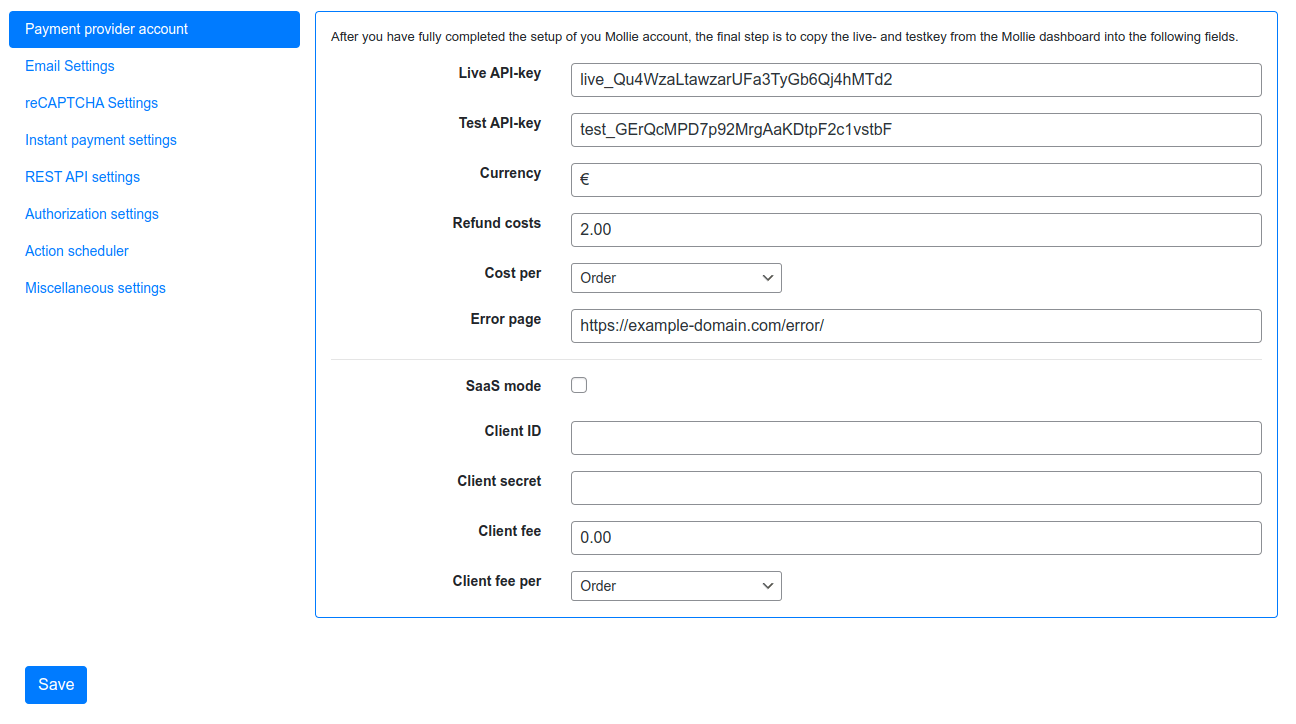 Payment provider account
Email Settings
reCAPTCHA Settings
Instant payment settings
REST API settings
Authorization settings
Action scheduler
Miscellaneous settings
After you have fully completed the setup of you Mollie account, the final step is to copy the live- and testkey from the Mollie dashboard into the following fields.
Live API-key live_Qu4WzaLtawzarUFa3TyGb6Qj4hMTd2
Test API-key test_GErQcMPD7p92MrgAaKDtpF2c1vstbF
Currency €
Refund costs 2.00
Cost per Order
Error page https://example-domain.com/error/
SaaS mode
Client ID
Client secret
Client fee 0.00
Client fee per Order
Save